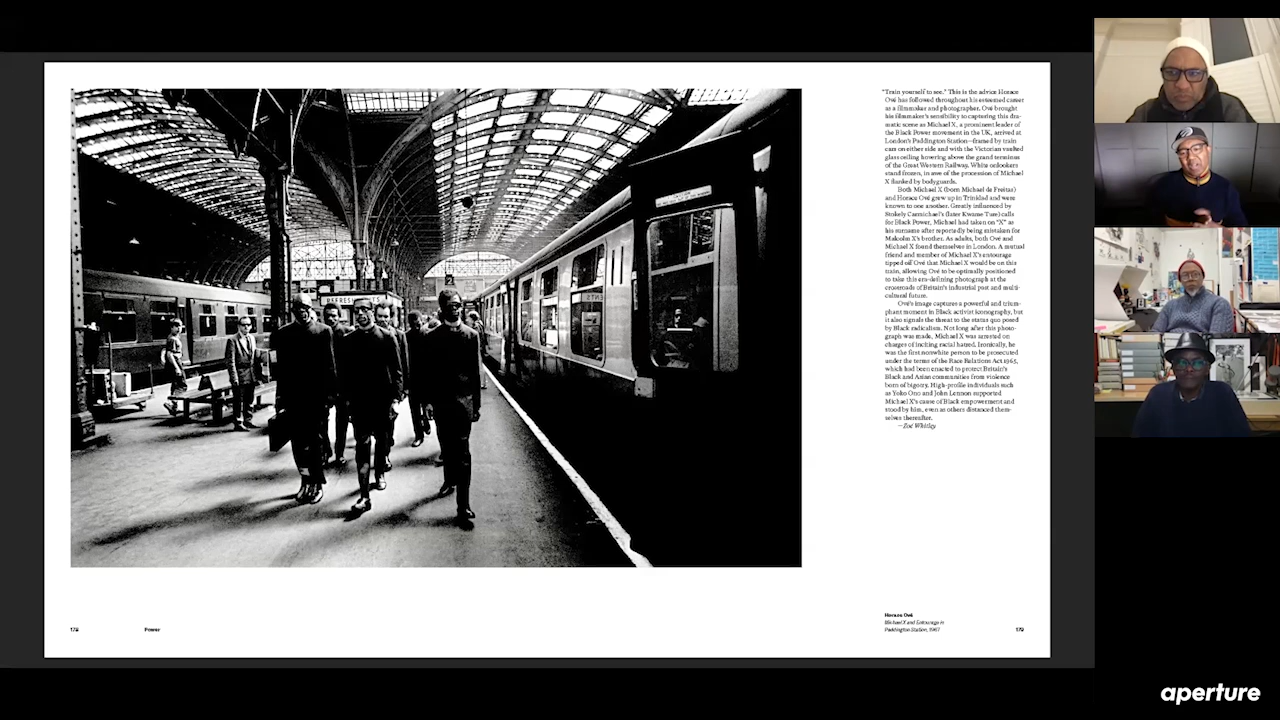 REFRES
"Train yourself to see." This is the advice Horace
Ové has followed throughout his esteemed career
as a filmmaker and photographer. Ové brought
his filmmaker's sensibility to capturing this dra-
matic scene as Michael X, a prominent leader of
the Black Power movement in the UK, arrived at
London's Paddington Station—framed by train
cars on either side and with the Victorian vaulted
glass ceiling hovering above the grand terminus
of the Great Western Railway. White onlookers
stand frozen, in awe of the procession of Michael
X flanked by bodyguards.
Both Michael X (born Michael de Freitas)
and Horace Ové grew up in Trinidad and were
known to one another. Greatly influenced by
Stokely Carmichael's (later Kwame Ture) calls
for Black Power, Michael had taken on "X" as
his surname after reportedly being mistaken for
Malcolm X's brother. As adults, both Ové and
Michael X found themselves in London. A mutual
friend and member of Michael X's entourage
tipped off Ové that Michael X would be on this
train, allowing Ové to be optimally positioned
to take this era-defining photograph at the
crossroads of Britain's industrial past and multi-
cultural future.
Ové's image captures a powerful and trium-
phant moment in Black activist iconography, but
it also signals the threat to the status quo posed
by Black radicalism. Not long after this photo-
graph was made, Michael X was arrested on
charges of inciting racial hatred. Ironically, he
was the first nonwhite person to be prosecuted
under the terms of the Race Relations Act 1965,
which had been enacted to protect Britain's
Black and Asian communities from violence
born of bigotry. High-profile individuals such
as Yoko Ono and John Lennon supported
Michael X's cause of Black empowerment and
stood by him, even as others distanced them-
selves thereafter.
—Zoé Whitley
Horace Ové
Michael X and Entourage in
Paddington Station, 1967
178
Power
179
aperture